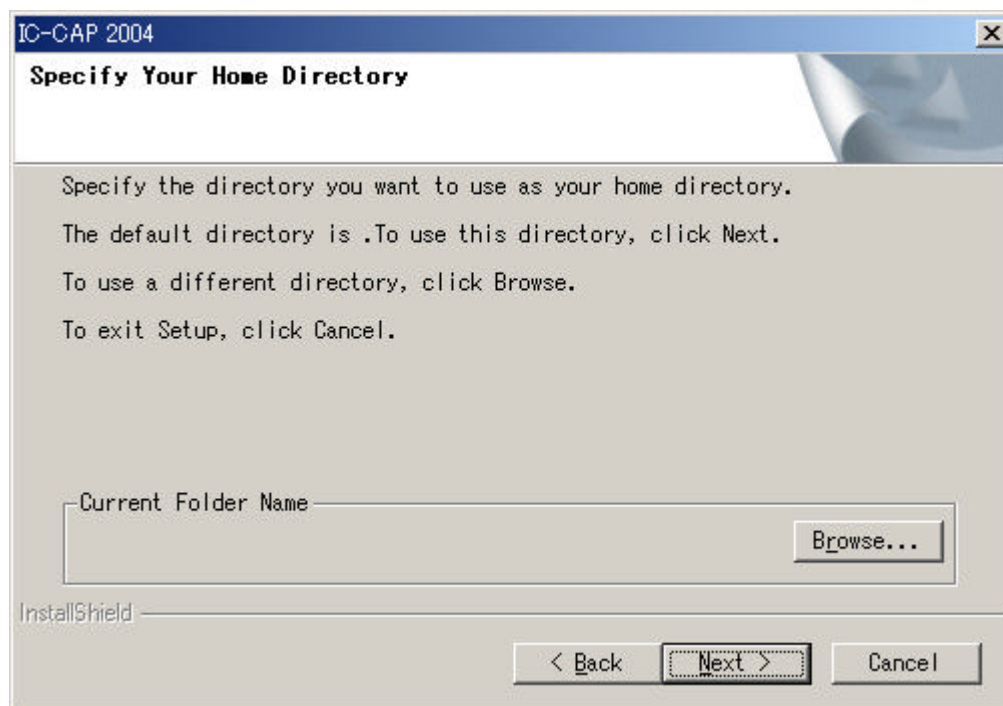 IC-CAP 2004
Specify Your Home Directory
Specify the directory you want to use as your home directory.
The default directory is .To use this directory, click Next.
To use a different directory, click Browse.
To exit Setup, click Cancel.
Current Folder Name
Browse...
InstallShield
< Back
Next >
Cancel